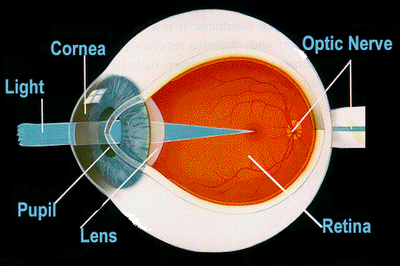 Cornea
Optic Nerve
Light
Pupil
Lens
Retina